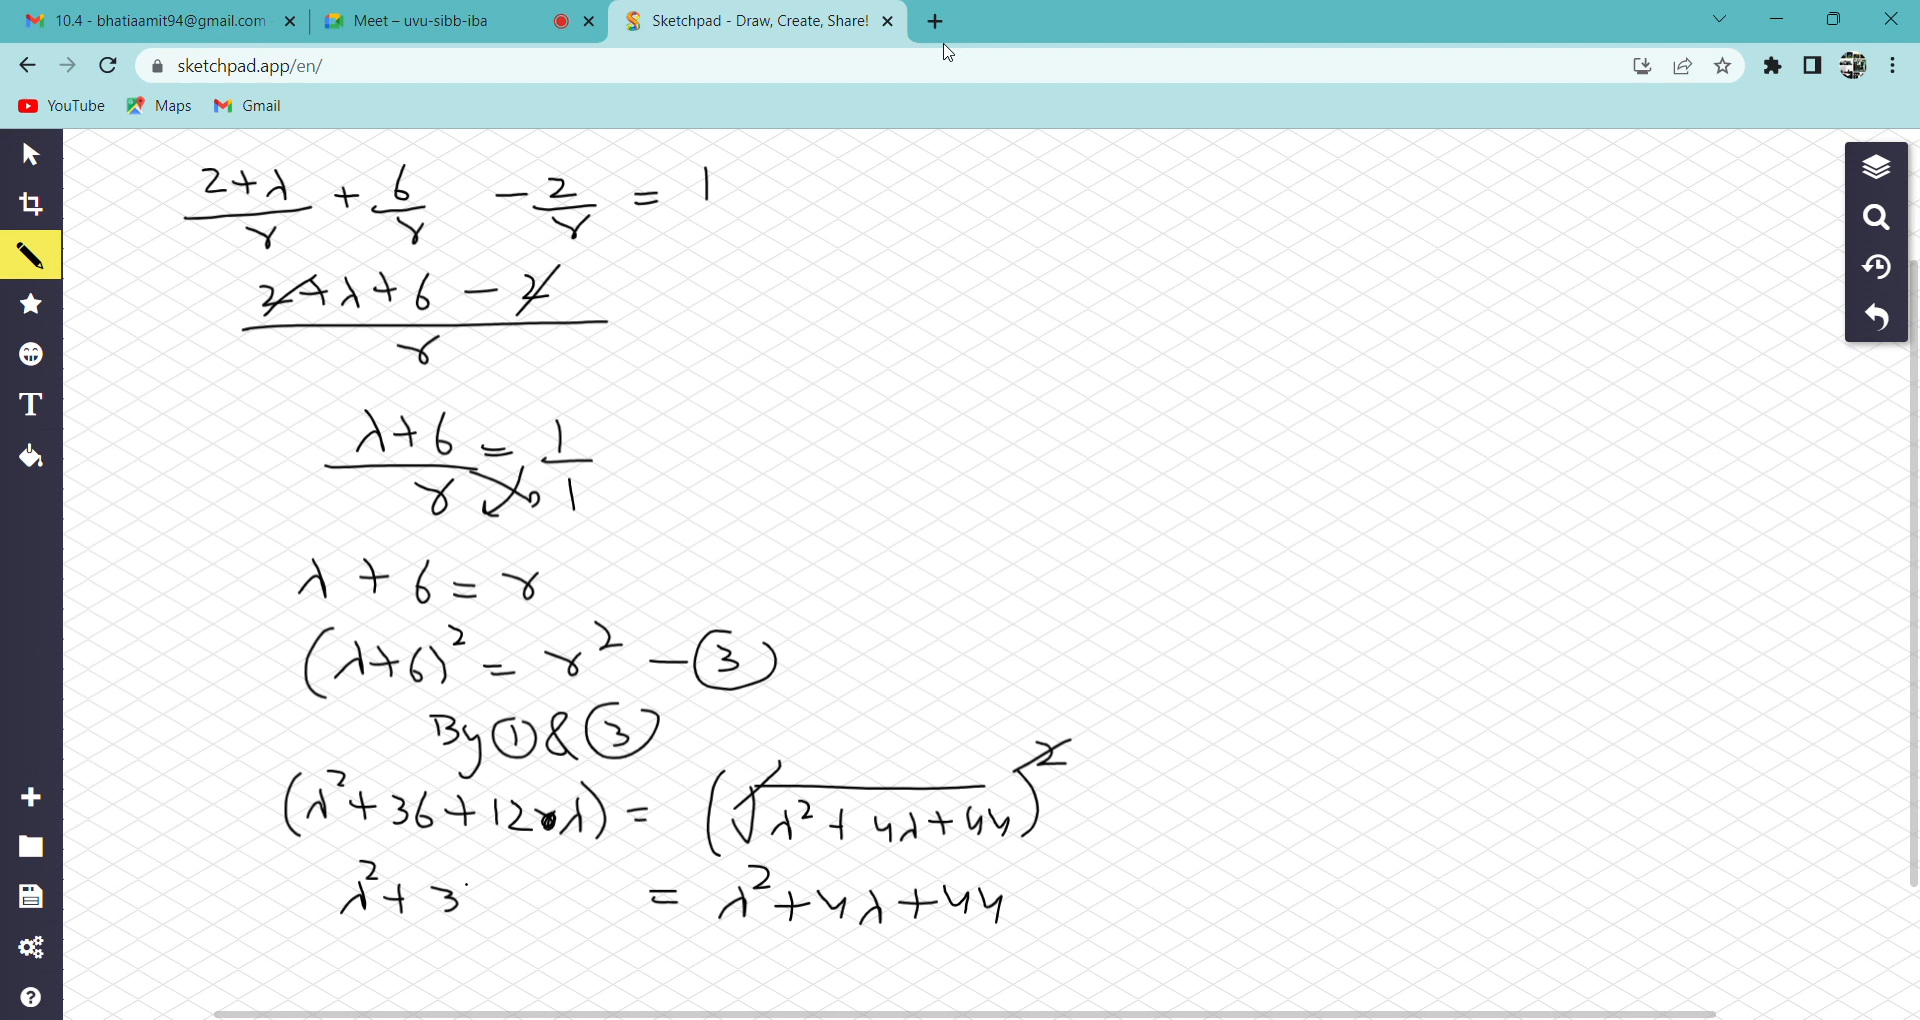 10.4 - bhatiaamit94@gmail.com
Meet – uvu-sibb-iba
Sketchpad - Draw, Create, Share!
sketchpad.app/en/
YouTube
Maps
Gmail
T
(2+λ)/r + 6/r - 2/r = 1
(2+λ+6-2)/r
(λ+6)/r = 1/1
λ + 6 = r
(λ+6)² = r² - ③
By ① & ③
(λ²+36+12λ) = (√λ²+4λ+44)²
λ²+3 = λ²+4λ+44